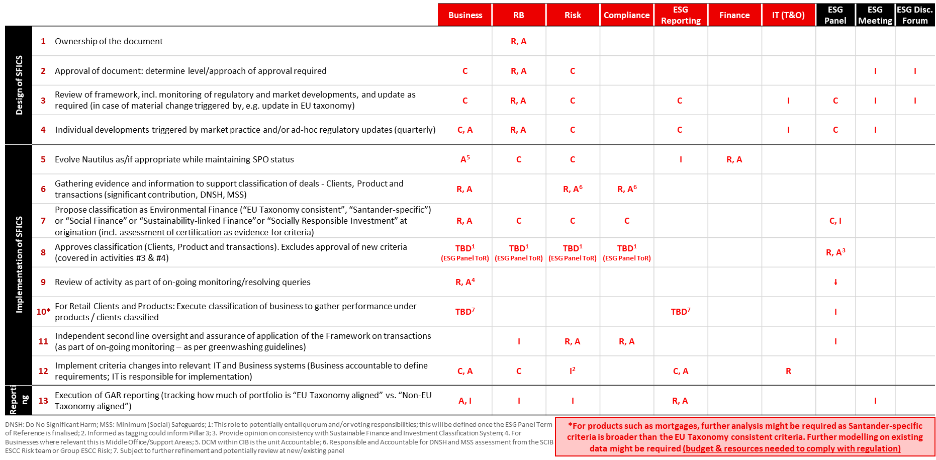 Business RB Risk Compliance ESG Reporting Finance IT (T&O) ESG Panel ESG Meeting ESG Disc. Forum
Design of SFICS
1 Ownership of the document R, A
2 Approval of document: determine level/approach of approval required C R, A C I I
3 Review of framework, incl. monitoring of regulatory and market developments, and update as
required (in case of material change triggered by, e.g. update in EU taxonomy) C R, A C C I C I I
4 Individual developments triggered by market practice and/or ad-hoc regulatory updates (quarterly) C, A R, A C C I C I
Implementation of SFICS
5 Evolve Nautilus as/if appropriate while maintaining SPO status A5 C C I R, A
6 Gathering evidence and information to support classification of deals - Clients, Product and
transactions (significant contribution, DNSH, MSS) R, A R, A6 R, A6
7 Propose classification as Environmental Finance ("EU Taxonomy consistent", "Santander-specific")
or "Social Finance" or "Sustainability-linked Finance"or "Socially Responsible Investment" at
origination (incl. assessment of certification as evidence for criteria) R, A C C C C, I
8 Approves classification (Clients, Product and transactions). Excludes approval of new criteria
(covered in activities #3 & #4) TBD1 (ESG Panel ToR) TBD1 (ESG Panel ToR) TBD1 (ESG Panel ToR) TBD1 (ESG Panel ToR) R, A3
9 Review of activity as part of on-going monitoring/resolving queries R, A4 I
10* For Retail Clients and Products: Execute classification of business to gather performance under
products / clients classified TBD7 TBD7 I
11 Independent second line oversight and assurance of application of the Framework on transactions
(as part of on-going monitoring – as per greenwashing guidelines) I R, A R, A I
12 Implement criteria changes into relevant IT and Business systems (Business accountable to define
requirements; IT is responsible for implementation) C, A C I2 C, A R
Reporting
13 Execution of GAR reporting (tracking how much of portfolio is "EU Taxonomy aligned" vs. "Non-EU
Taxonomy aligned") A, I I I R, A I
DNSH: Do No Significant Harm; MSS: Minimum (Social) Safeguards; 1: This role to potentially entail quorum and/or voting responsibilities: this will be defined once the ESG Panel Term
of Reference is finalised; 2. Informed as tagging could inform Pillar 3; 3. Provide opinion on consistency with Sustainable Finance and Investment Classification System; 4. For
Businesses where relevant this is Middle Office/Support Areas; 5. DCM within CIB is the unit Accountable; 6. Responsible and Accountable for DNSH and MSS assessment from the SCIB
ESCC Risk team or Group ESCC Risk; 7. Subject to further refinement and potentially review at new/existing panel
*For products such as mortgages, further analysis might be required as Santander-specific
criteria is broader than the EU Taxonomy consistent criteria. Further modelling on existing
data might be required (budget & resources needed to comply with regulation)